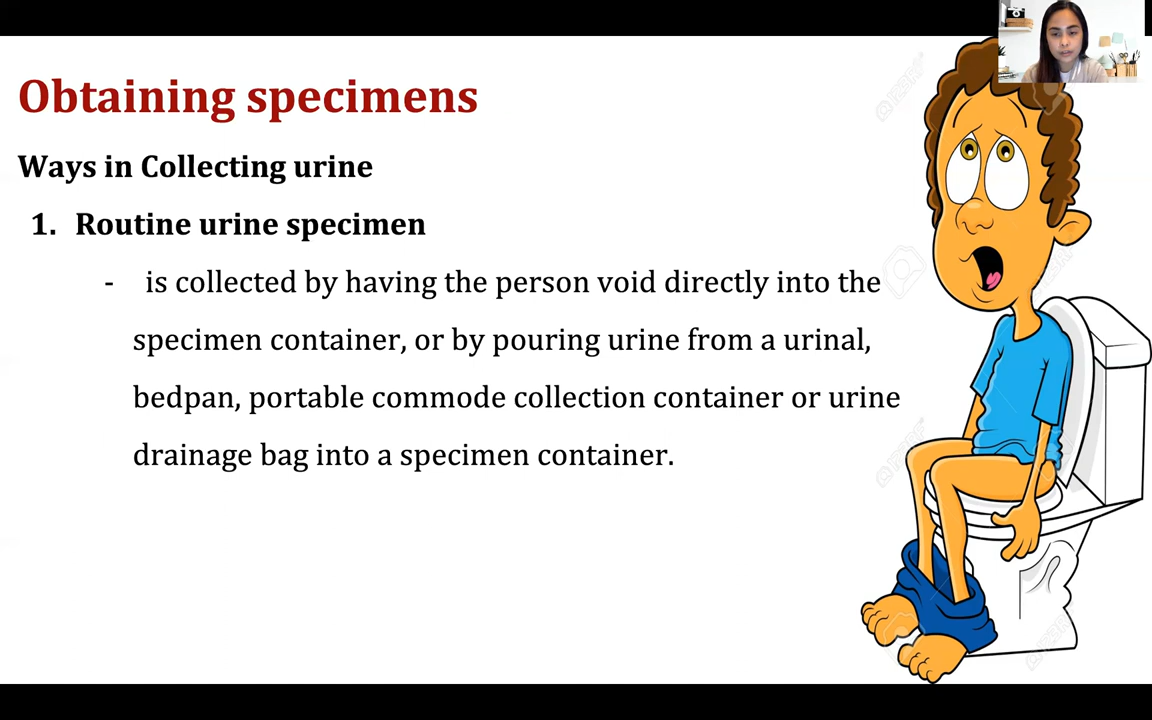 Obtaining specimens
Ways in Collecting urine
1. Routine urine specimen
- is collected by having the person void directly into the
specimen container, or by pouring urine from a urinal,
bedpan, portable commode collection container or urine
drainage bag into a specimen container.